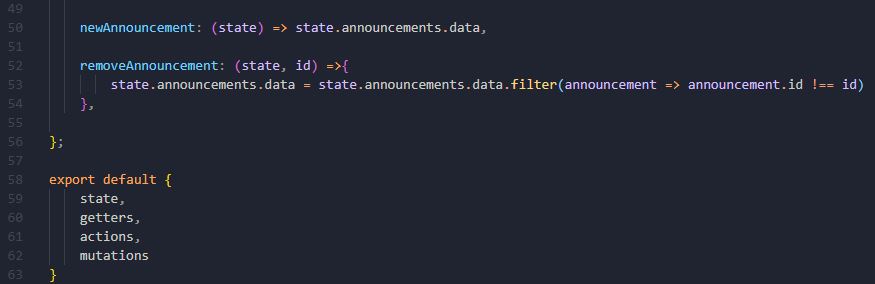 49
50 newAnnouncement: (state) => state.announcements.data,
51
52 removeAnnouncement: (state, id) =>{
53 state.announcements.data = state.announcements.data.filter(announcement => announcement.id !== id)
54 },
55
56 };
57
58 export default {
59 state,
60 getters,
61 actions,
62 mutations
63 }